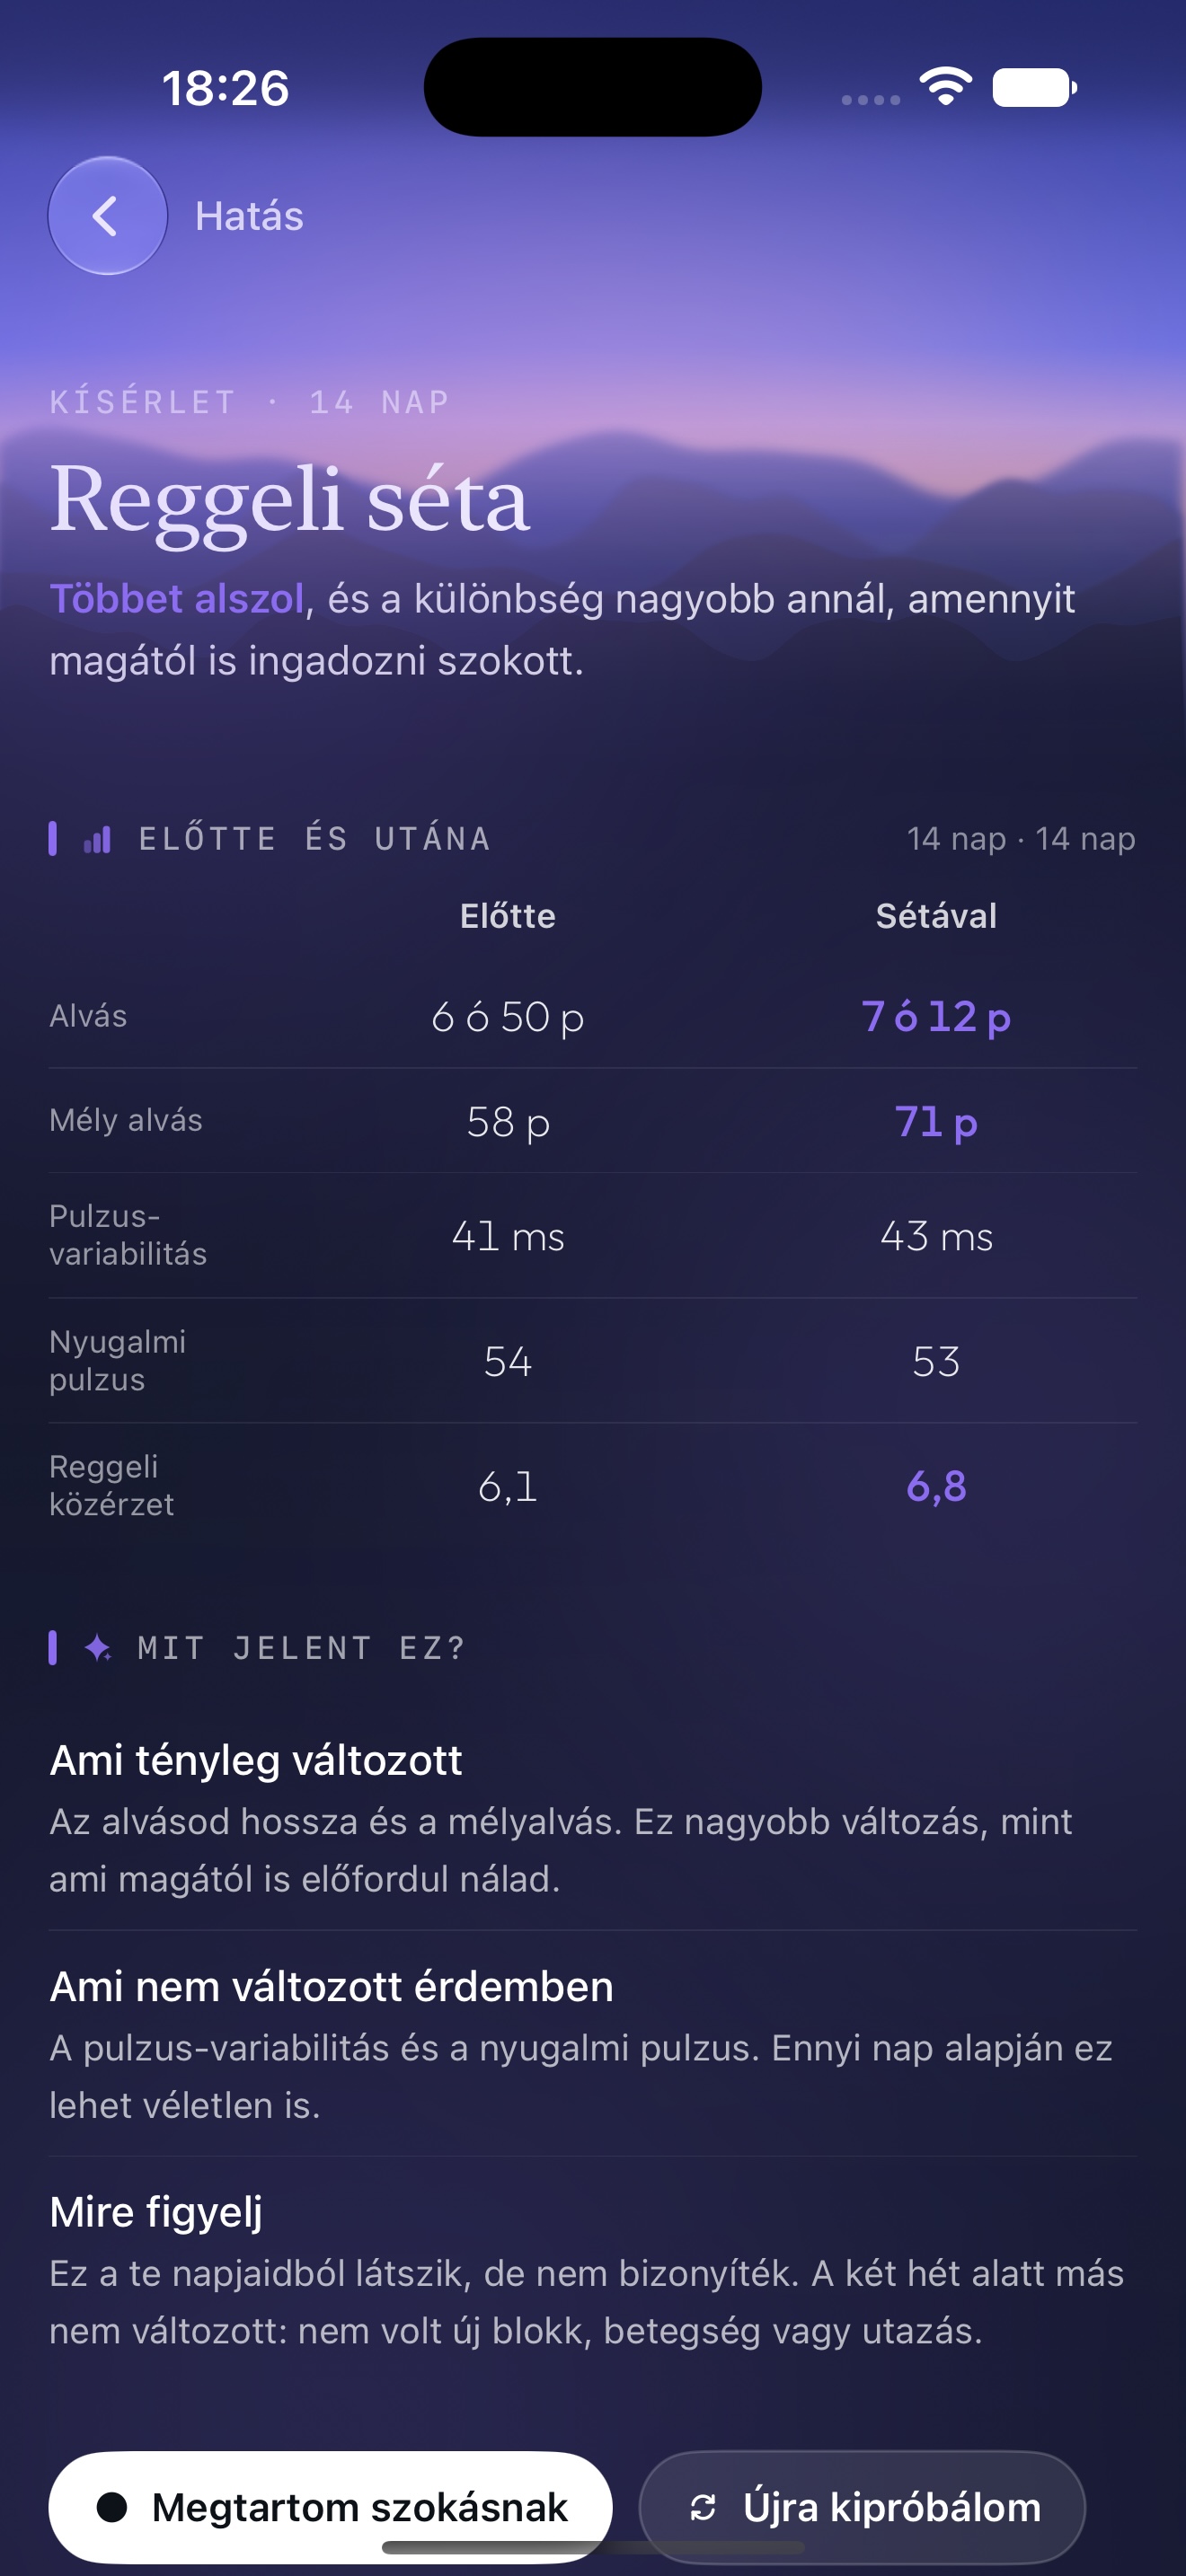 18:26
Hatás
KÍSÉRLET · 14 NAP
Reggeli séta
Többet alszol, és a különbség nagyobb annál, amennyit
magától is ingadozni szokott.
ELŐTTE ÉS UTÁNA 14 nap · 14 nap
Előtte Sétával
Alvás 6 ó 50 p 7 ó 12 p
Mély alvás 58 p 71 p
Pulzus-
variabilitás 41 ms 43 ms
Nyugalmi
pulzus 54 53
Reggeli
közérzet 6,1 6,8
MIT JELENT EZ?
Ami tényleg változott
Az alvásod hossza és a mélyalvás. Ez nagyobb változás, mint
ami magától is előfordul nálad.
Ami nem változott érdemben
A pulzus-variabilitás és a nyugalmi pulzus. Ennyi nap alapján ez
lehet véletlen is.
Mire figyelj
Ez a te napjaidból látszik, de nem bizonyíték. A két hét alatt más
nem változott: nem volt új blokk, betegség vagy utazás.
Megtartom szokásnak Újra kipróbálom